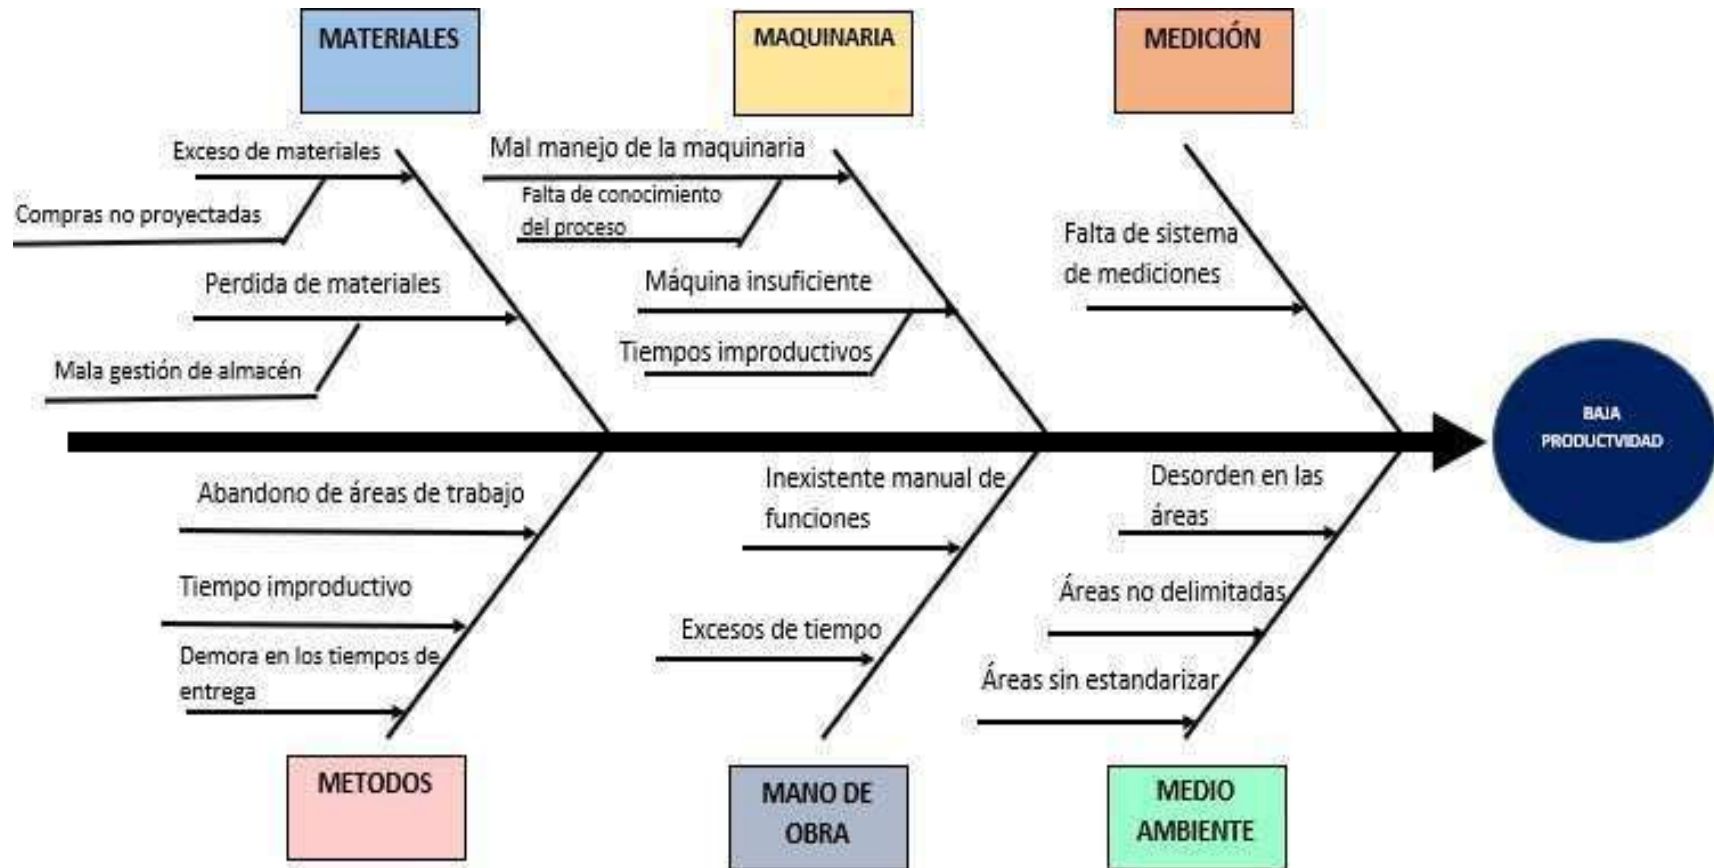 MATERIALES
MAQUINARIA
MEDICIÓN
Exceso de materiales
Compras no proyectadas
Perdida de materiales
Mala gestión de almacén
Mal manejo de la maquinaria
Falta de conocimiento
del proceso
Máquina insuficiente
Tiempos improductivos
Falta de sistema
de mediciones
BAJA
PRODUCTVIDAD
Abandono de áreas de trabajo
Tiempo improductivo
Demora en los tiempos de
entrega
Inexistente manual de
funciones
Excesos de tiempo
Desorden en las
áreas
Áreas no delimitadas
Áreas sin estandarizar
METODOS
MANO DE
OBRA
MEDIO
AMBIENTE